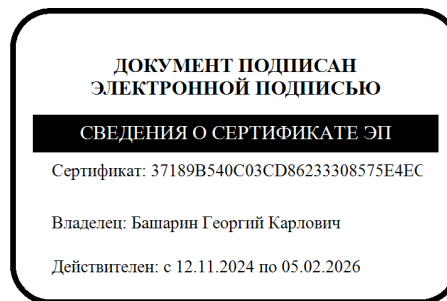 ДОКУМЕНТ ПОДПИСАН
ЭЛЕКТРОННОЙ ПОДПИСЬЮ
СВЕДЕНИЯ О СЕРТИФИКАТЕ ЭП
Сертификат: 37189B540C03CD86233308575E4EC
Владелец: Башарин Георгий Карлович
Действителен: с 12.11.2024 по 05.02.2026